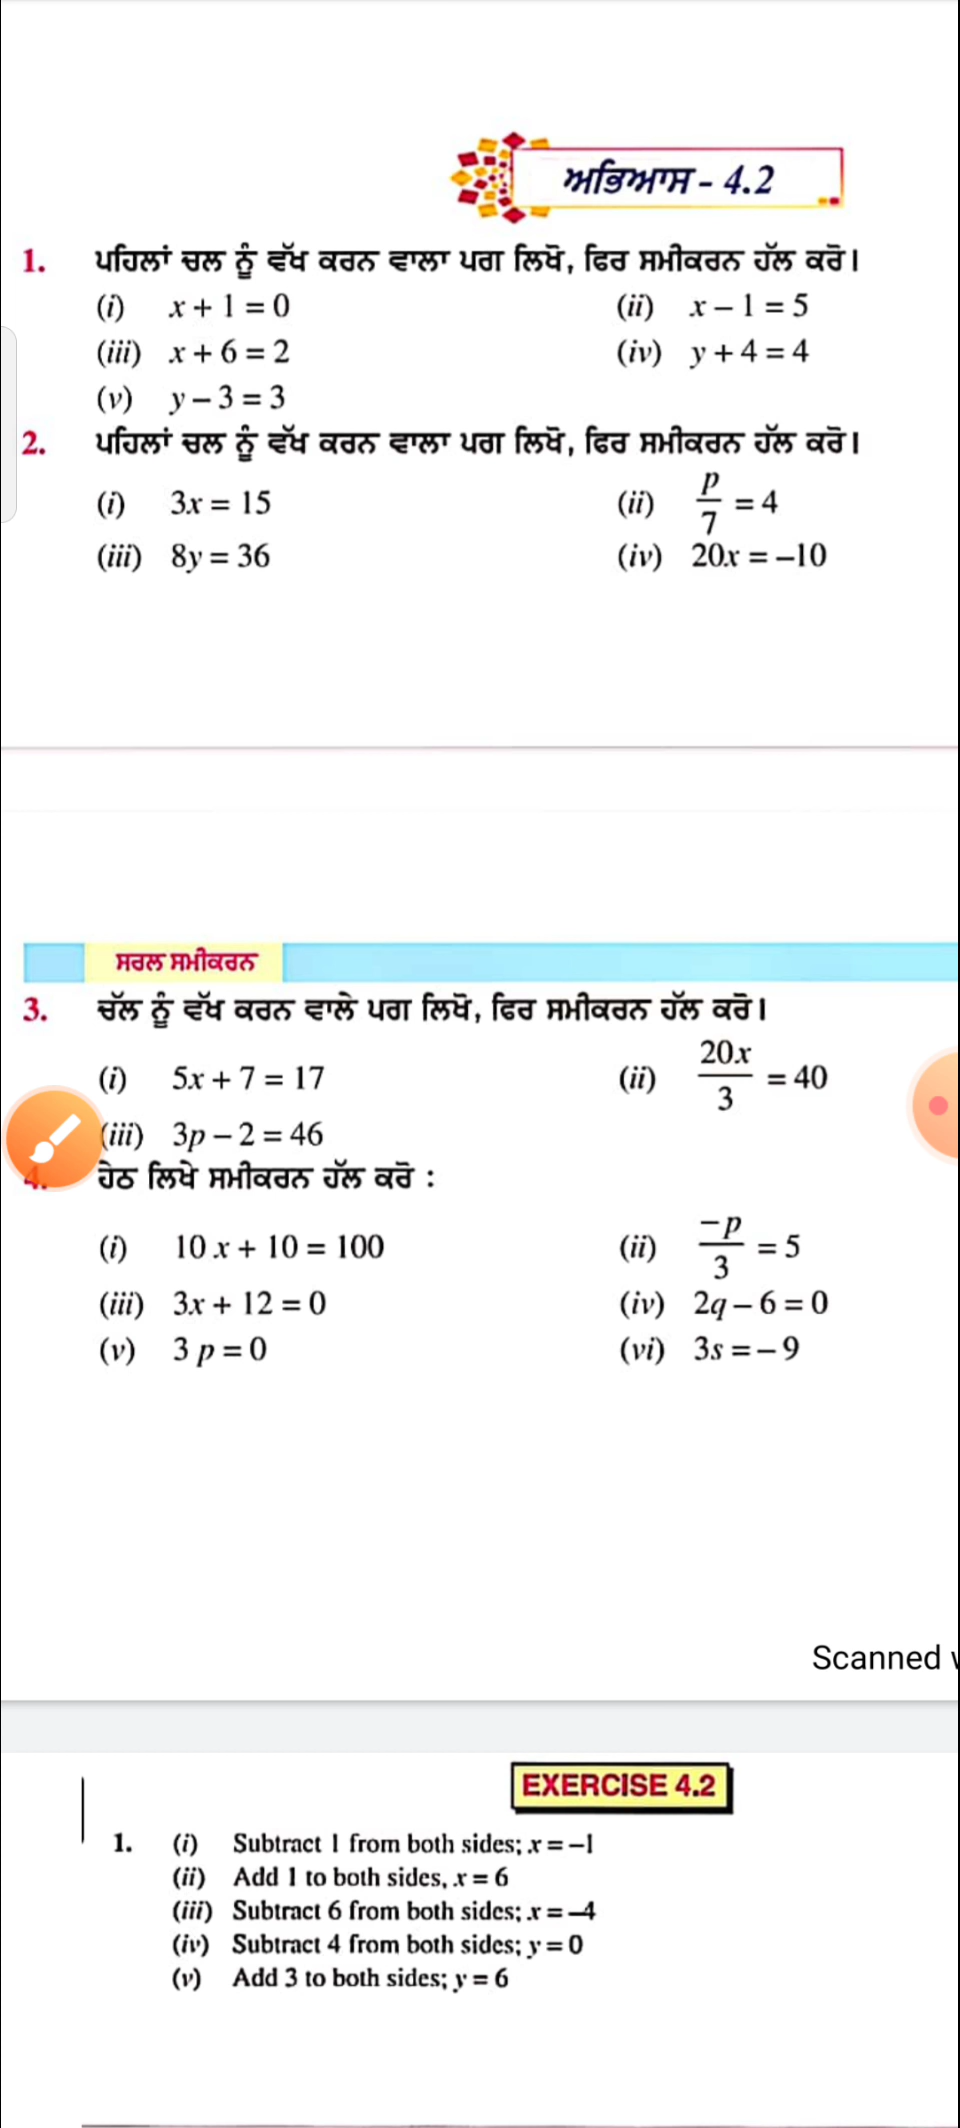 ਅਭਿਆਸ - 4.2
1. ਪਹਿਲਾਂ ਚਲ ਨੂੰ ਵੱਖ ਕਰਨ ਵਾਲਾ ਪਗ ਲਿਖੋ, ਫਿਰ ਸਮੀਕਰਨ ਹੱਲ ਕਰੋ।
(i) x + 1 = 0 (ii) x – 1 = 5
(iii) x + 6 = 2 (iv) y + 4 = 4
(v) y – 3 = 3
2. ਪਹਿਲਾਂ ਚਲ ਨੂੰ ਵੱਖ ਕਰਨ ਵਾਲਾ ਪਗ ਲਿਖੋ, ਫਿਰ ਸਮੀਕਰਨ ਹੱਲ ਕਰੋ।
(i) 3x = 15 (ii) p/7 = 4
(iii) 8y = 36 (iv) 20x = –10
ਸਰਲ ਸਮੀਕਰਨ
3. ਚੱਲ ਨੂੰ ਵੱਖ ਕਰਨ ਵਾਲੇ ਪਗ ਲਿਖੋ, ਫਿਰ ਸਮੀਕਰਨ ਹੱਲ ਕਰੋ।
(i) 5x + 7 = 17 (ii) 20x/3 = 40
(iii) 3p – 2 = 46
4. ਹੇਠ ਲਿਖੇ ਸਮੀਕਰਨ ਹੱਲ ਕਰੋ :
(i) 10 x + 10 = 100 (ii) –p/3 = 5
(iii) 3x + 12 = 0 (iv) 2q – 6 = 0
(v) 3 p = 0 (vi) 3s = – 9
Scanned
EXERCISE 4.2
1. (i) Subtract 1 from both sides; x = –1
(ii) Add 1 to both sides, x = 6
(iii) Subtract 6 from both sides; x = –4
(iv) Subtract 4 from both sides; y = 0
(v) Add 3 to both sides; y = 6